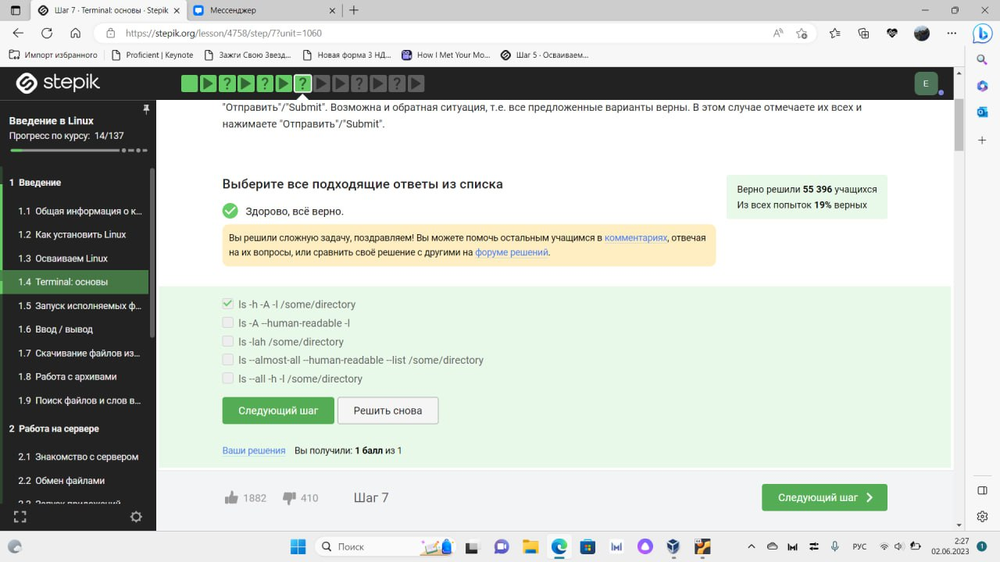 Шаг 7 · Terminal: основы · Stepik
Мессенджер
https://stepik.org/lesson/4758/step/7?unit=1060
Импорт избранного
Proficient | Keynote
Зажги Свою Звезд...
Новая форма 3 НД...
How I Met Your Mo...
Шаг 5 · Осваиваем...
stepik
E
"Отправить"/"Submit". Возможна и обратная ситуация, т.е. все предложенные варианты верны. В этом случае отмечаете их всех и
нажимаете "Отправить"/"Submit".
Введение в Linux
Прогресс по курсу: 14/137
1 Введение
1.1 Общая информация о к...
1.2 Как установить Linux
1.3 Осваиваем Linux
1.4 Terminal: основы
1.5 Запуск исполняемых ф...
1.6 Ввод / вывод
1.7 Скачивание файлов из...
1.8 Работа с архивами
1.9 Поиск файлов и слов в...
2 Работа на сервере
2.1 Знакомство с сервером
2.2 Обмен файлами
2.3 Запуск приложений
Выберите все подходящие ответы из списка
Здорово, всё верно.
Верно решили 55 396 учащихся
Из всех попыток 19% верных
Вы решили сложную задачу, поздравляем! Вы можете помочь остальным учащимся в комментариях, отвечая
на их вопросы, или сравнить своё решение с другими на форуме решений.
ls -h -A -l /some/directory
ls -A --human-readable -l
ls -lah /some/directory
ls --almost-all --human-readable --list /some/directory
ls --all -h -l /some/directory
Следующий шаг
Решить снова
Ваши решения
Вы получили: 1 балл из 1
1882
410
Шаг 7
Следующий шаг
Поиск
РУС
2:27
02.06.2023
1